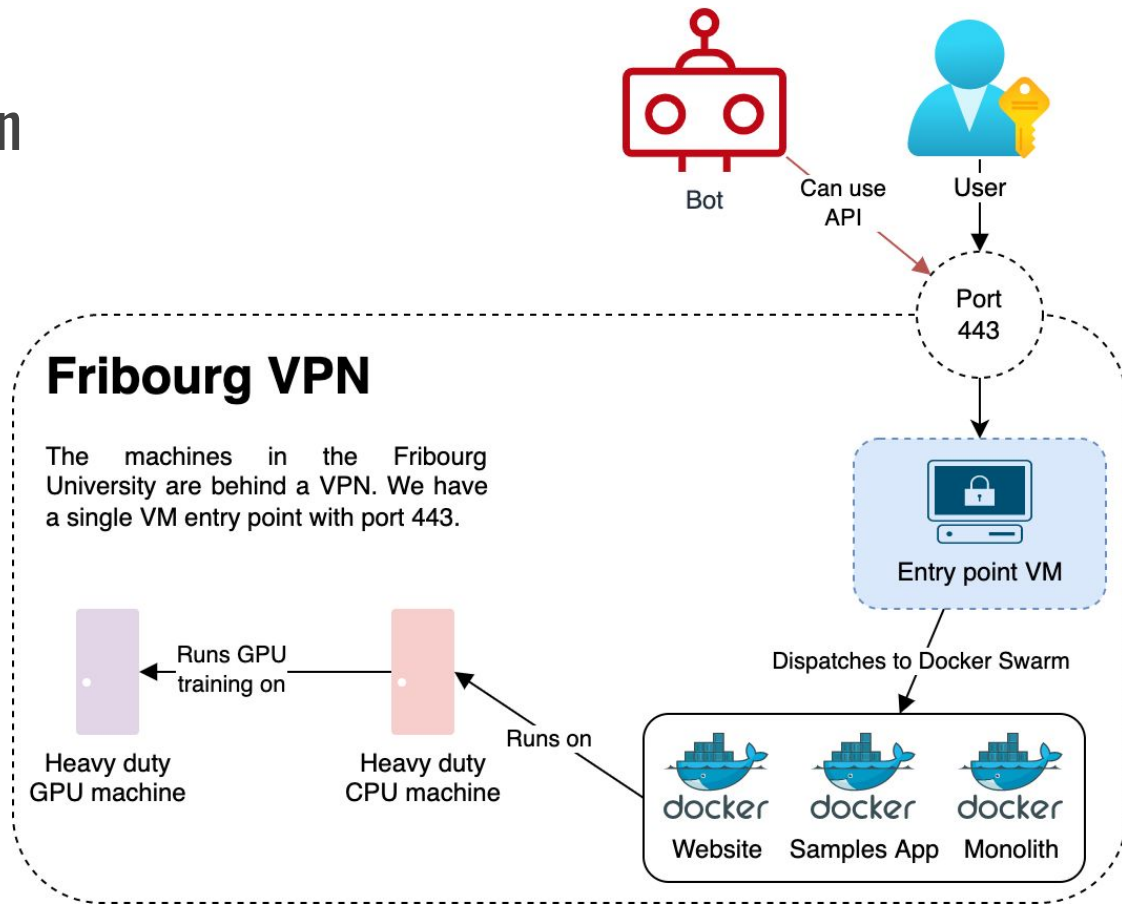 n
Bot
Can use
API
User
Port
443
Fribourg VPN
The machines in the Fribourg
University are behind a VPN. We have
a single VM entry point with port 443.
Entry point VM
Dispatches to Docker Swarm
Runs GPU
training on
Runs on
Heavy duty
GPU machine
Heavy duty
CPU machine
docker
docker
docker
Website
Samples App
Monolith